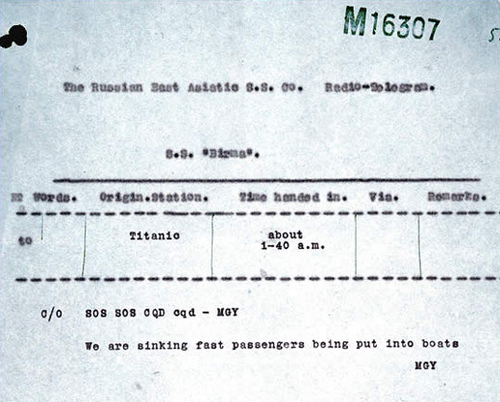 M16307
The Russian East Asiatic S.S. Co. Radio-Telegram.
S.S. "Birma".
Words. Origin.Station. Time handed in. Via. Remarks.
to Titanic about
1-40 a.m.
c/o SOS SOS CQD cqd - MGY
We are sinking fast passengers being put into boats
MGY